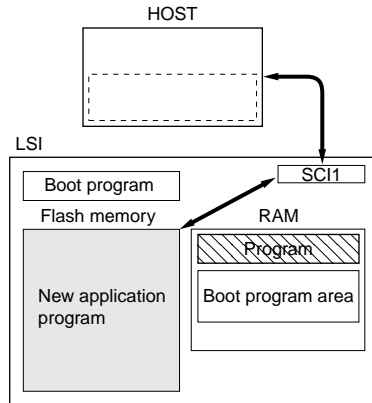 HOST
LSI
SCI1
Boot program
Flash memory
RAM
Program
New application
program
Boot program area